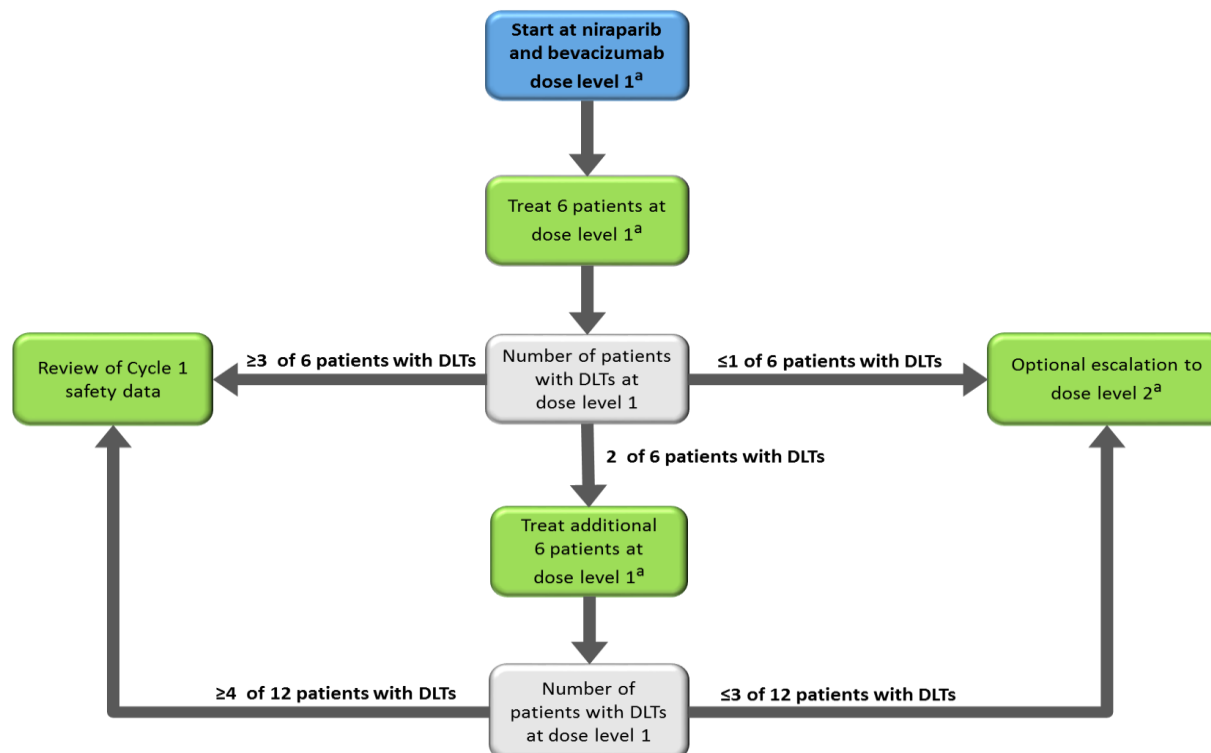 Start at niraparib
and bevacizumab
dose level 1a
Treat 6 patients at
dose level 1a
Review of Cycle 1
safety data
≥3 of 6 patients with DLTs
Number of patients
with DLTs at
dose level 1
≤1 of 6 patients with DLTs
Optional escalation to
dose level 2a
2 of 6 patients with DLTs
Treat additional
6 patients at
dose level 1a
≥4 of 12 patients with DLTs
Number of
patients with DLTs
at dose level 1
≤3 of 12 patients with DLTs